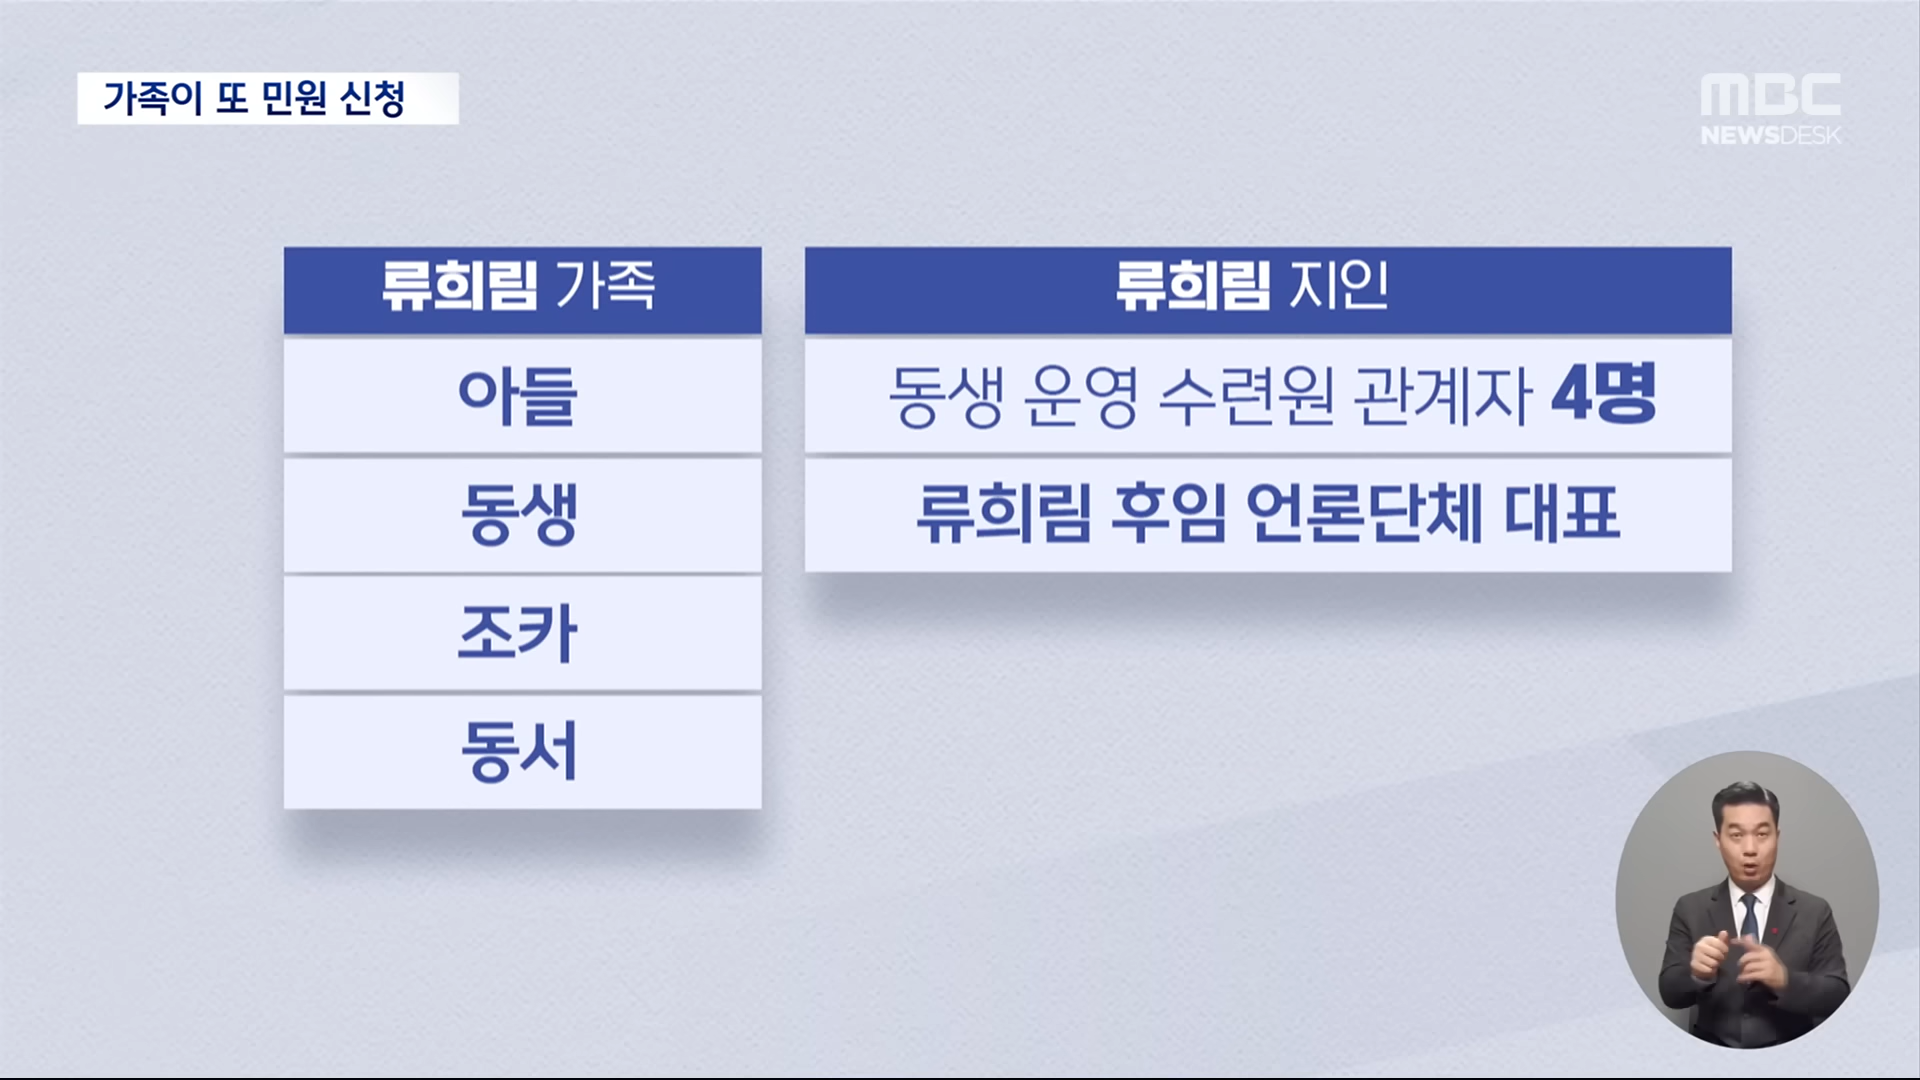 가족이 또 민원 신청
MBC
NEWSDESK
류희림 가족
아들
동생
조카
동서
류희림 지인
동생 운영 수련원 관계자 4명
류희림 후임 언론단체 대표